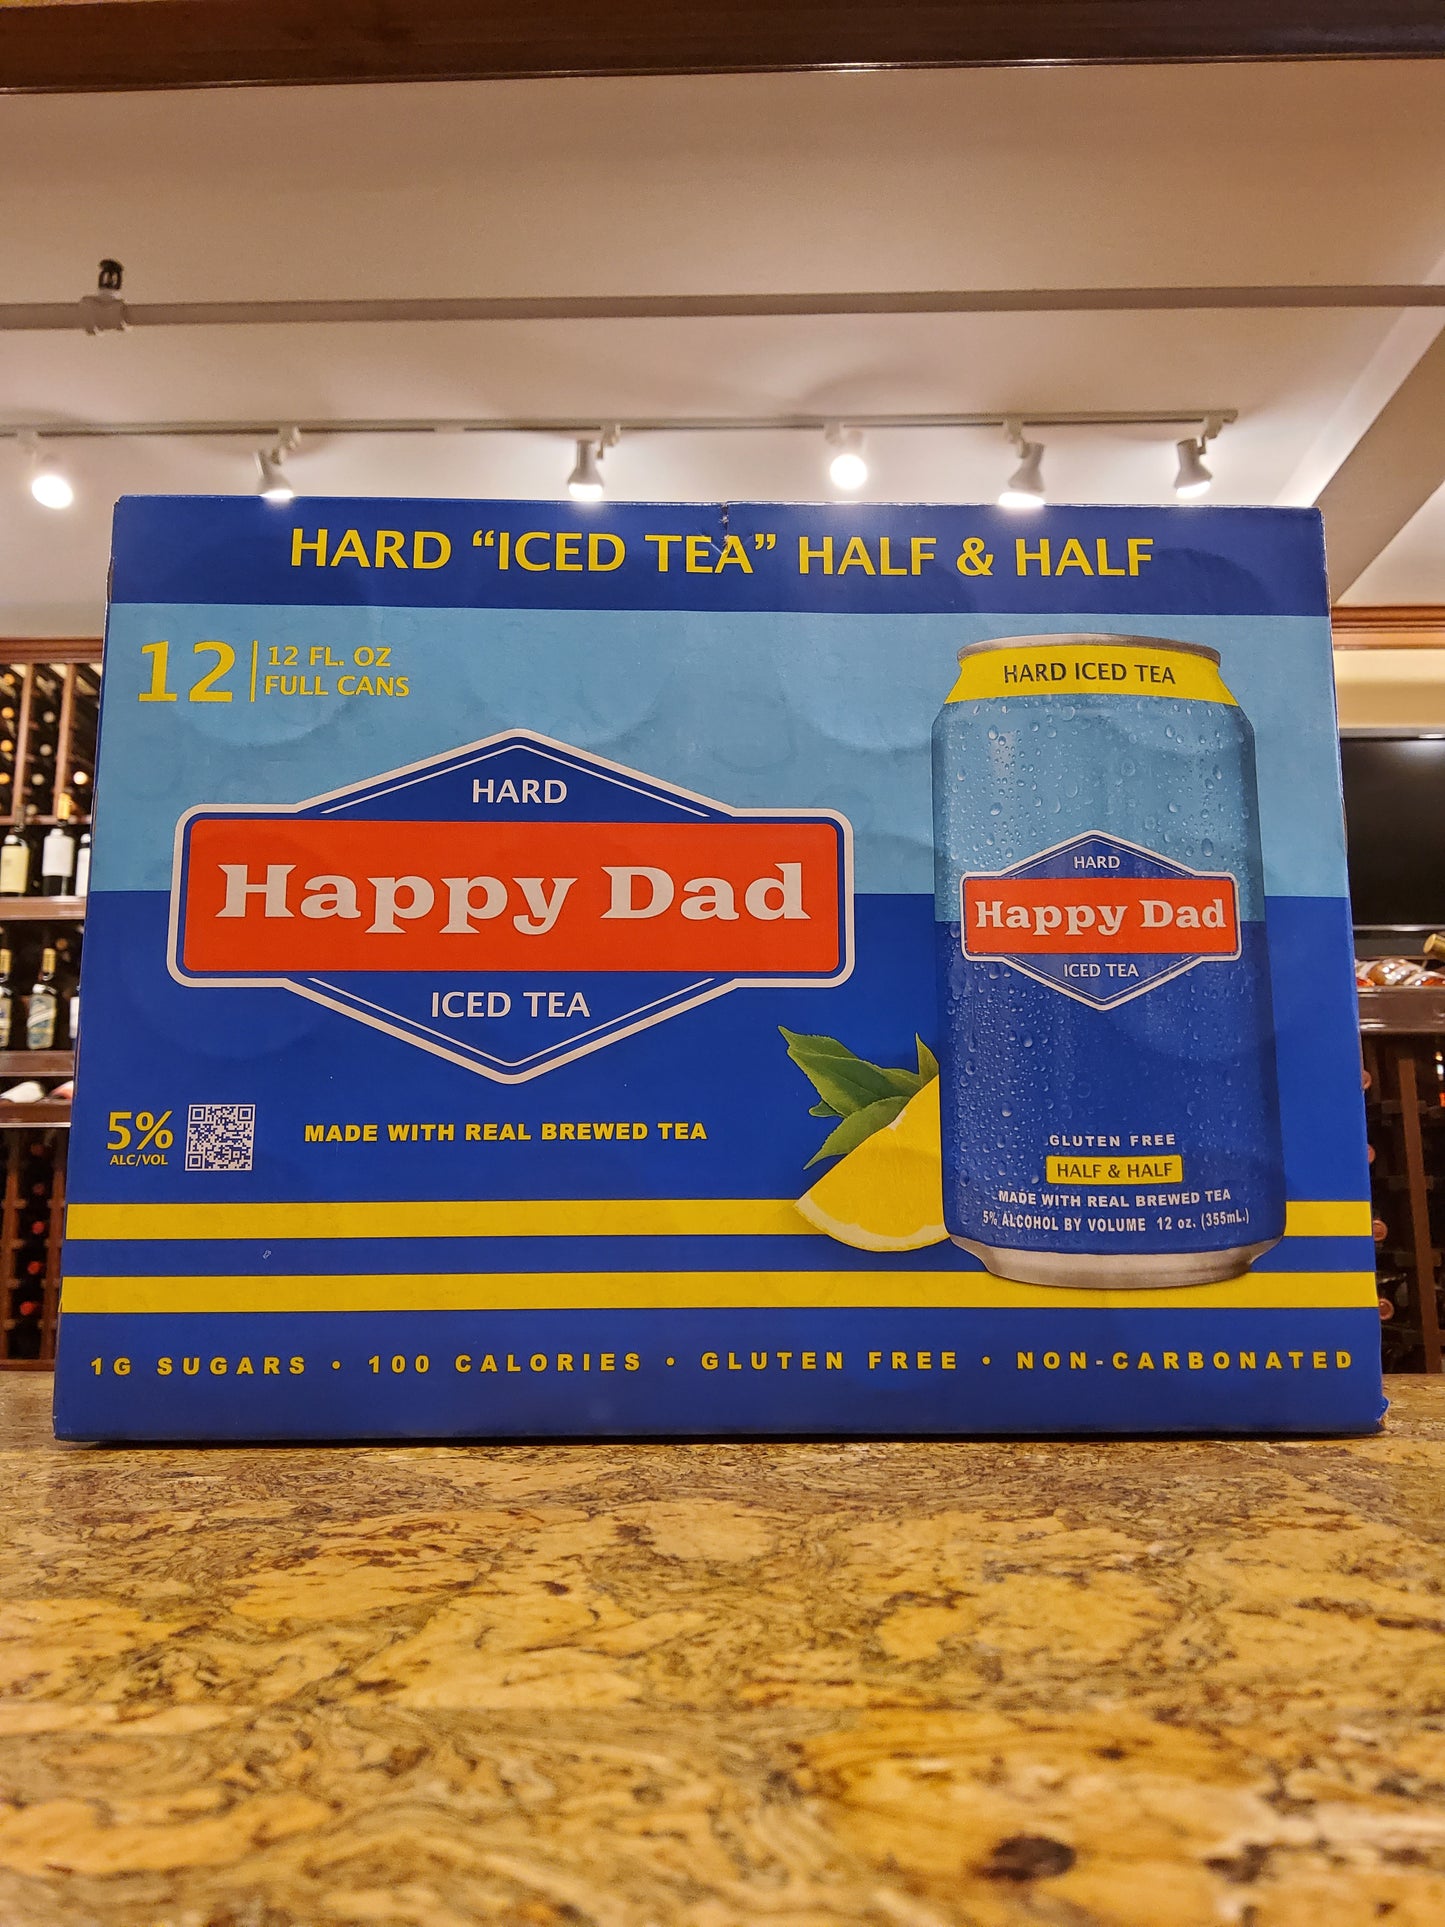 HARD “ICED TEA” HALF & HALF
12
12 FL. OZ
FULL CANS
HARD
Happy Dad
ICED TEA
5%
ALC/VOL
MADE WITH REAL BREWED TEA
HARD ICED TEA
HARD
Happy Dad
ICED TEA
GLUTEN FREE
HALF & HALF
MADE WITH REAL BREWED TEA
5% ALCOHOL BY VOLUME 12 oz. (355mL.)
1G SUGARS • 100 CALORIES • GLUTEN FREE • NON-CARBONATED